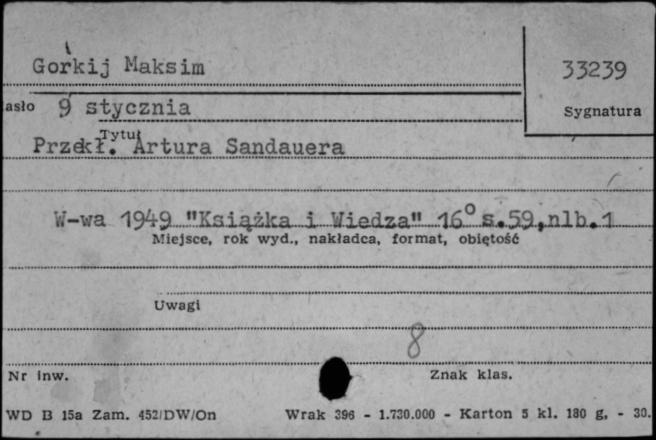 Gorkij Maksim
33239
asło 9 stycznia
Sygnatura
Tytuł
Przekł. Artura Sandauera
W-wa 1949 "Książka i Wiedza" 16° s.59,nlb.1
Miejsce, rok wyd., nakładca, format, obiętość
Uwagi
8
Nr inw.
Znak klas.
WD B 15a Zam. 452/DW/On Wrak 396 - 1.730.000 - Karton 5 kl. 180 g, - 30.